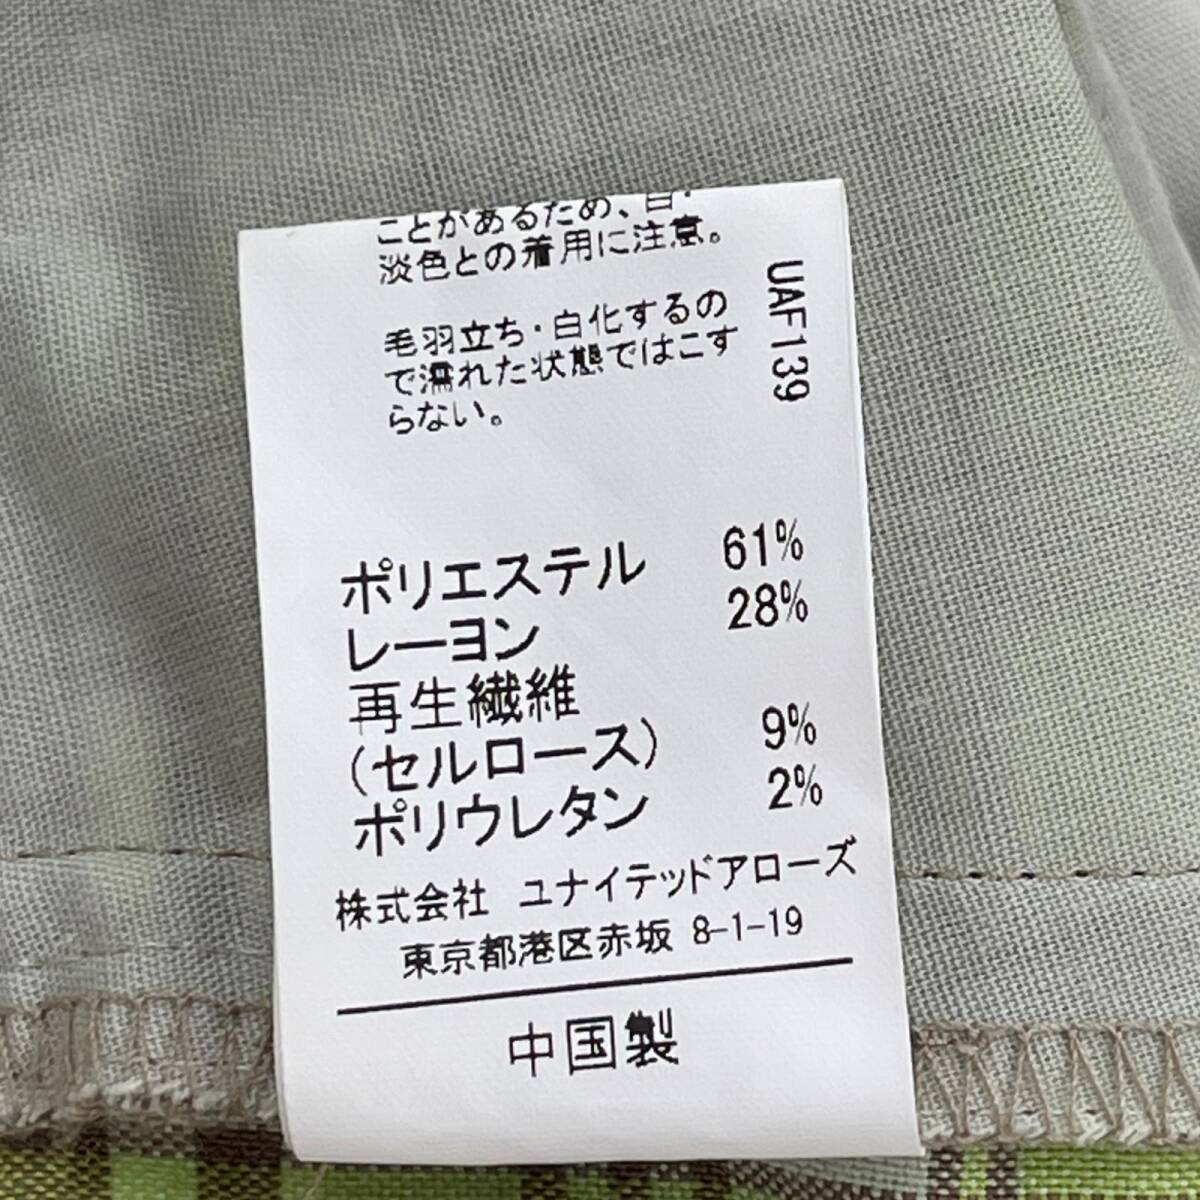 ことがあるため、白・
淡色との着用に注意。
毛羽立ち・白化するの
で濡れた状態ではこす
らない。
UAF139
ポリエステル 61%
レーヨン 28%
再生繊維
(セルロース) 9%
ポリウレタン 2%
株式会社 ユナイテッドアローズ
東京都港区赤坂 8-1-19
中国製